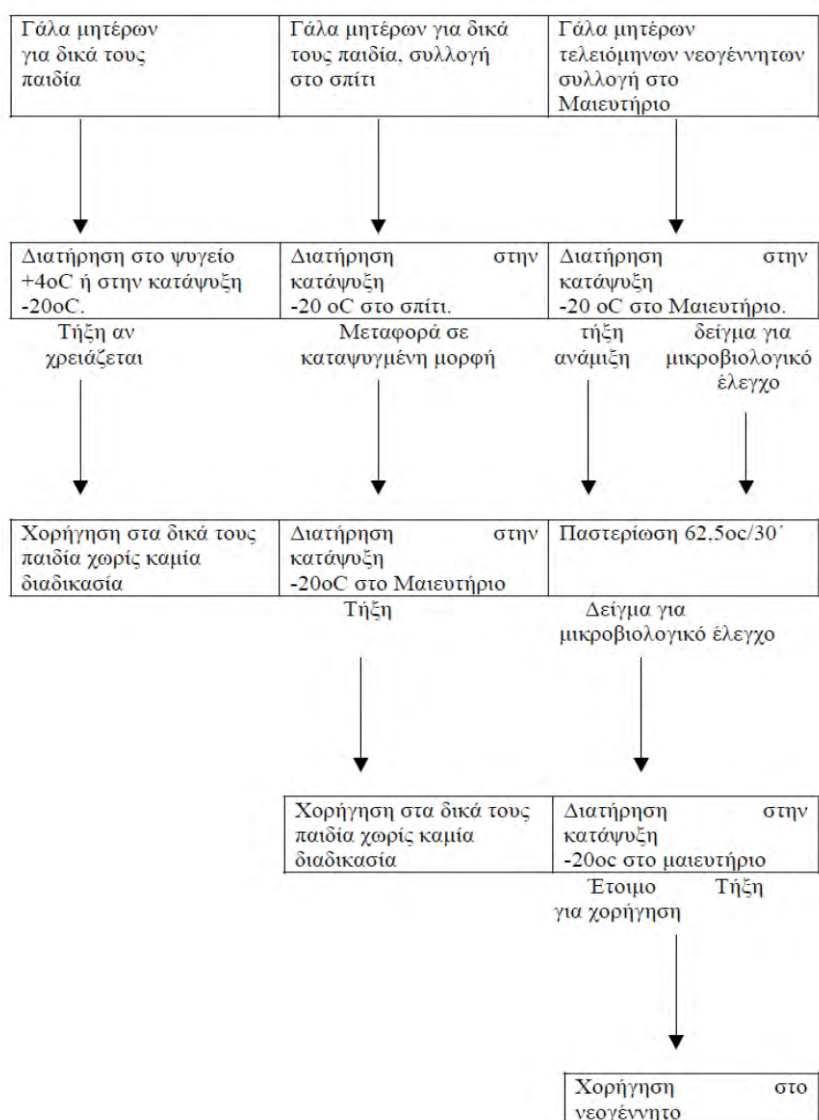 Γάλα μητέρων
για δικά τους
παιδία
Γάλα μητέρων για δικά
τους παιδία, συλλογή
στο σπίτι
Γάλα μητέρων
τελειόμηνων νεογέννητων
συλλογή στο
Μαιευτήριο
Διατήρηση στο ψυγείο
+4οC ή στην κατάψυξη
-20οC.
Διατήρηση στην
κατάψυξη
-20 οC στο σπίτι.
Διατήρηση στην
κατάψυξη
-20 οC στο Μαιευτήριο.
Τήξη αν
χρειάζεται
Μεταφορά σε
καταψυγμένη μορφή
τήξη
ανάμιξη
δείγμα για
μικροβιολογικό
έλεγχο
Χορήγηση στα δικά τους
παιδία χωρίς καμία
διαδικασία
Διατήρηση στην
κατάψυξη
-20οC στο Μαιευτήριο
Παστερίωση 62,5oc/30΄
Τήξη
Δείγμα για
μικροβιολογικό έλεγχο
Χορήγηση στα δικά τους
παιδία χωρίς καμία
διαδικασία
Διατήρηση στην
κατάψυξη
-20oc στο μαιευτήριο
Έτοιμο
για χορήγηση
Τήξη
Χορήγηση στο
νεογέννητο